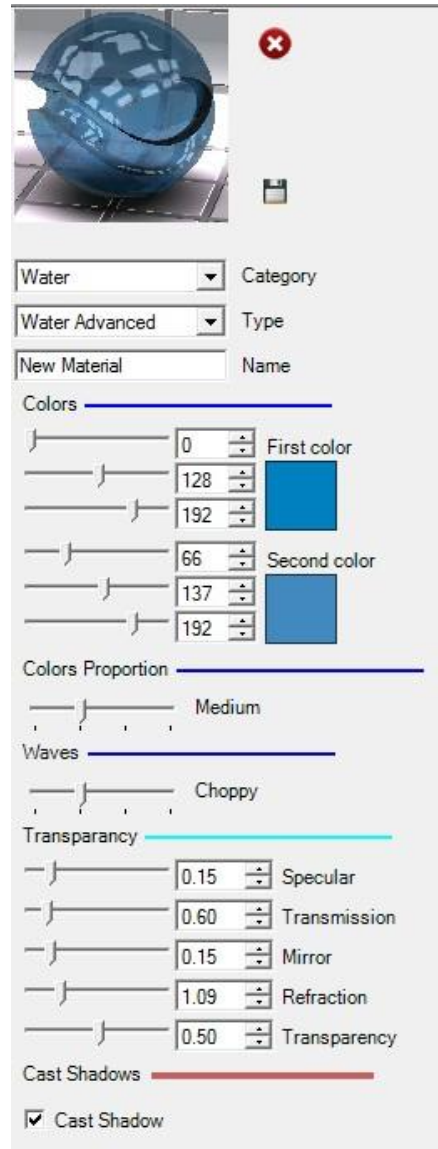 Water Category
Water Advanced Type
New Material Name
Colors
0 First color
128
192
66 Second color
137
192
Colors Proportion
Medium
Waves
Choppy
Transparancy
0.15 Specular
0.60 Transmission
0.15 Mirror
1.09 Refraction
0.50 Transparency
Cast Shadows
Cast Shadow